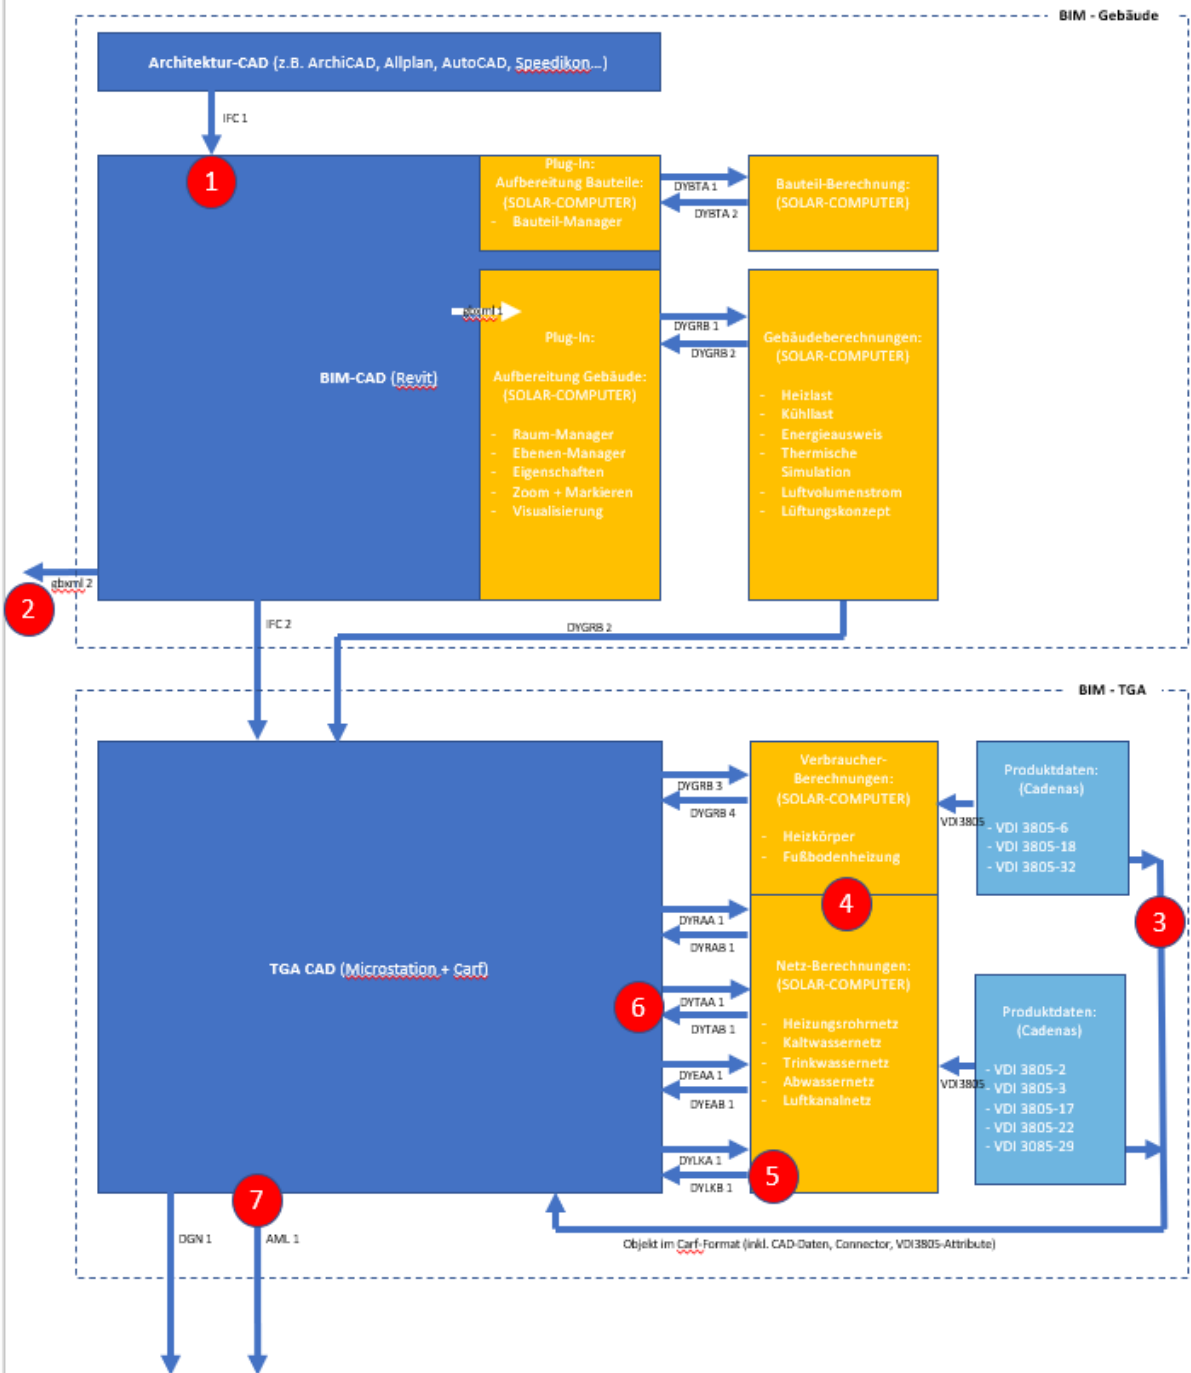 BIM - Gebäude
Architektur-CAD (z.B. ArchiCAD, Allplan, AutoCAD, Speedikon...)
IFC 1
1
Plug-In:
Aufbereitung Bauteile:
(SOLAR-COMPUTER)
- Bauteil-Manager
DYBTA 1
DYBTA 2
Bauteil-Berechnung:
(SOLAR-COMPUTER)
gbxml 1
BIM-CAD (Revit)
Plug-In:
Aufbereitung Gebäude:
(SOLAR-COMPUTER)
- Raum-Manager
- Ebenen-Manager
- Eigenschaften
- Zoom + Markieren
- Visualisierung
DYGRB 1
DYGRB 2
Gebäudeberechnungen:
(SOLAR-COMPUTER)
- Heizlast
- Kühllast
- Energieausweis
- Thermische
Simulation
- Luftvolumenstrom
- Lüftungskonzept
gbxml 2
2
IFC 2
DYGRB 2
BIM - TGA
TGA CAD (Microstation + Carf)
DYGRB 3
DYGRB 4
Verbraucher-
Berechnungen:
(SOLAR-COMPUTER)
- Heizkörper
- Fußbodenheizung
VDI3805
Produktdaten:
(Cadenas)
- VDI 3805-6
- VDI 3805-18
- VDI 3805-32
3
4
DYRAA 1
DYRAB 1
6
DYTAA 1
DYTAB 1
DYEAA 1
DYEAB 1
DYLKA 1
DYLKB 1
Netz-Berechnungen:
(SOLAR-COMPUTER)
- Heizungsrohrnetz
- Kaltwassernetz
- Trinkwassernetz
- Abwassernetz
- Luftkanalnetz
5
VDI3805
Produktdaten:
(Cadenas)
- VDI 3805-2
- VDI 3805-3
- VDI 3805-17
- VDI 3805-22
- VDI 3085-29
7
DGN 1
AML 1
Objekt im Carf-Format (inkl. CAD-Daten, Connector, VDI3805-Attribute)